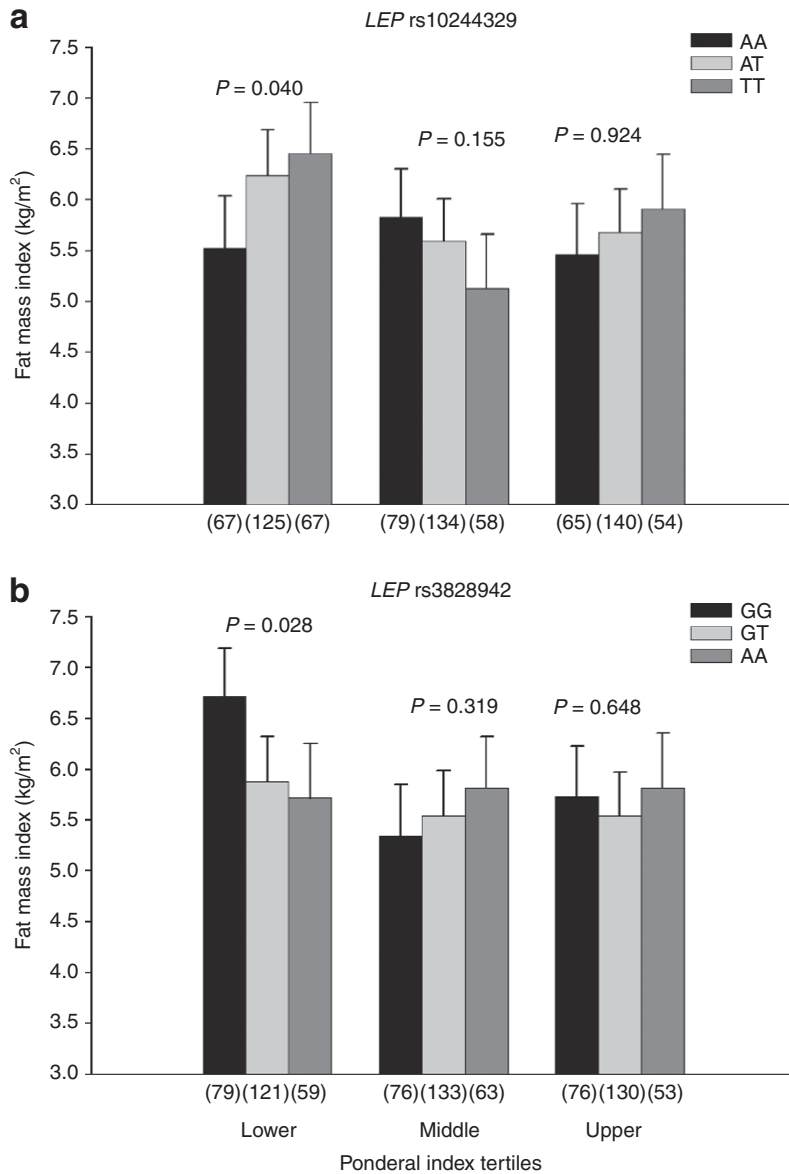 a
LEP rs10244329
AA
AT
TT
7.0
6.5
6.0
5.5
5.0
4.5
4.0
3.5
3.0
Fat mass index (kg/m²)
P = 0.040
P = 0.155
P = 0.924
(67)(125)(67) (79)(134)(58) (65)(140)(54)
b
LEP rs3828942
GG
GT
AA
7.5
7.0
6.5
6.0
5.5
5.0
4.5
4.0
3.5
3.0
Fat mass index (kg/m²)
P = 0.028
P = 0.319
P = 0.648
(79)(121)(59) (76)(133)(63) (76)(130)(53)
Lower Middle Upper
Ponderal index tertiles